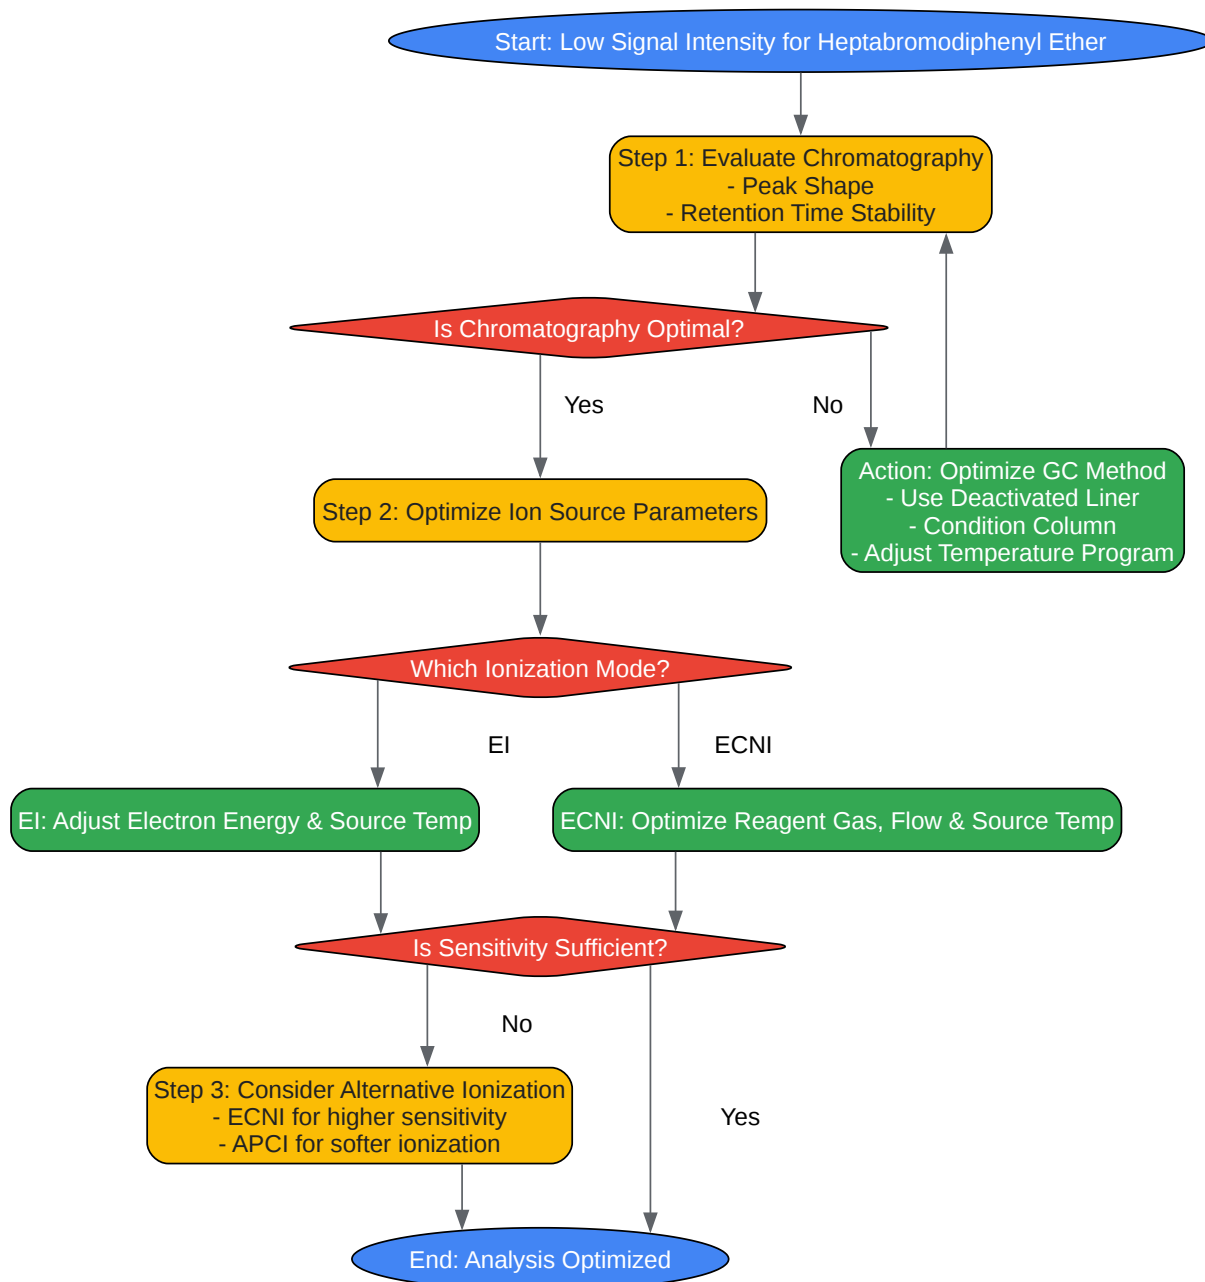 Start: Low Signal Intensity for Heptabromodiphenyl Ether
Step 1: Evaluate Chromatography
- Peak Shape
- Retention Time Stability
Is Chromatography Optimal?
Yes
No
Action: Optimize GC Method
- Use Deactivated Liner
- Condition Column
- Adjust Temperature Program
Step 2: Optimize Ion Source Parameters
Which Ionization Mode?
EI
ECNI
EI: Adjust Electron Energy & Source Temp
ECNI: Optimize Reagent Gas, Flow & Source Temp
Is Sensitivity Sufficient?
No
Yes
Step 3: Consider Alternative Ionization
- ECNI for higher sensitivity
- APCI for softer ionization
End: Analysis Optimized